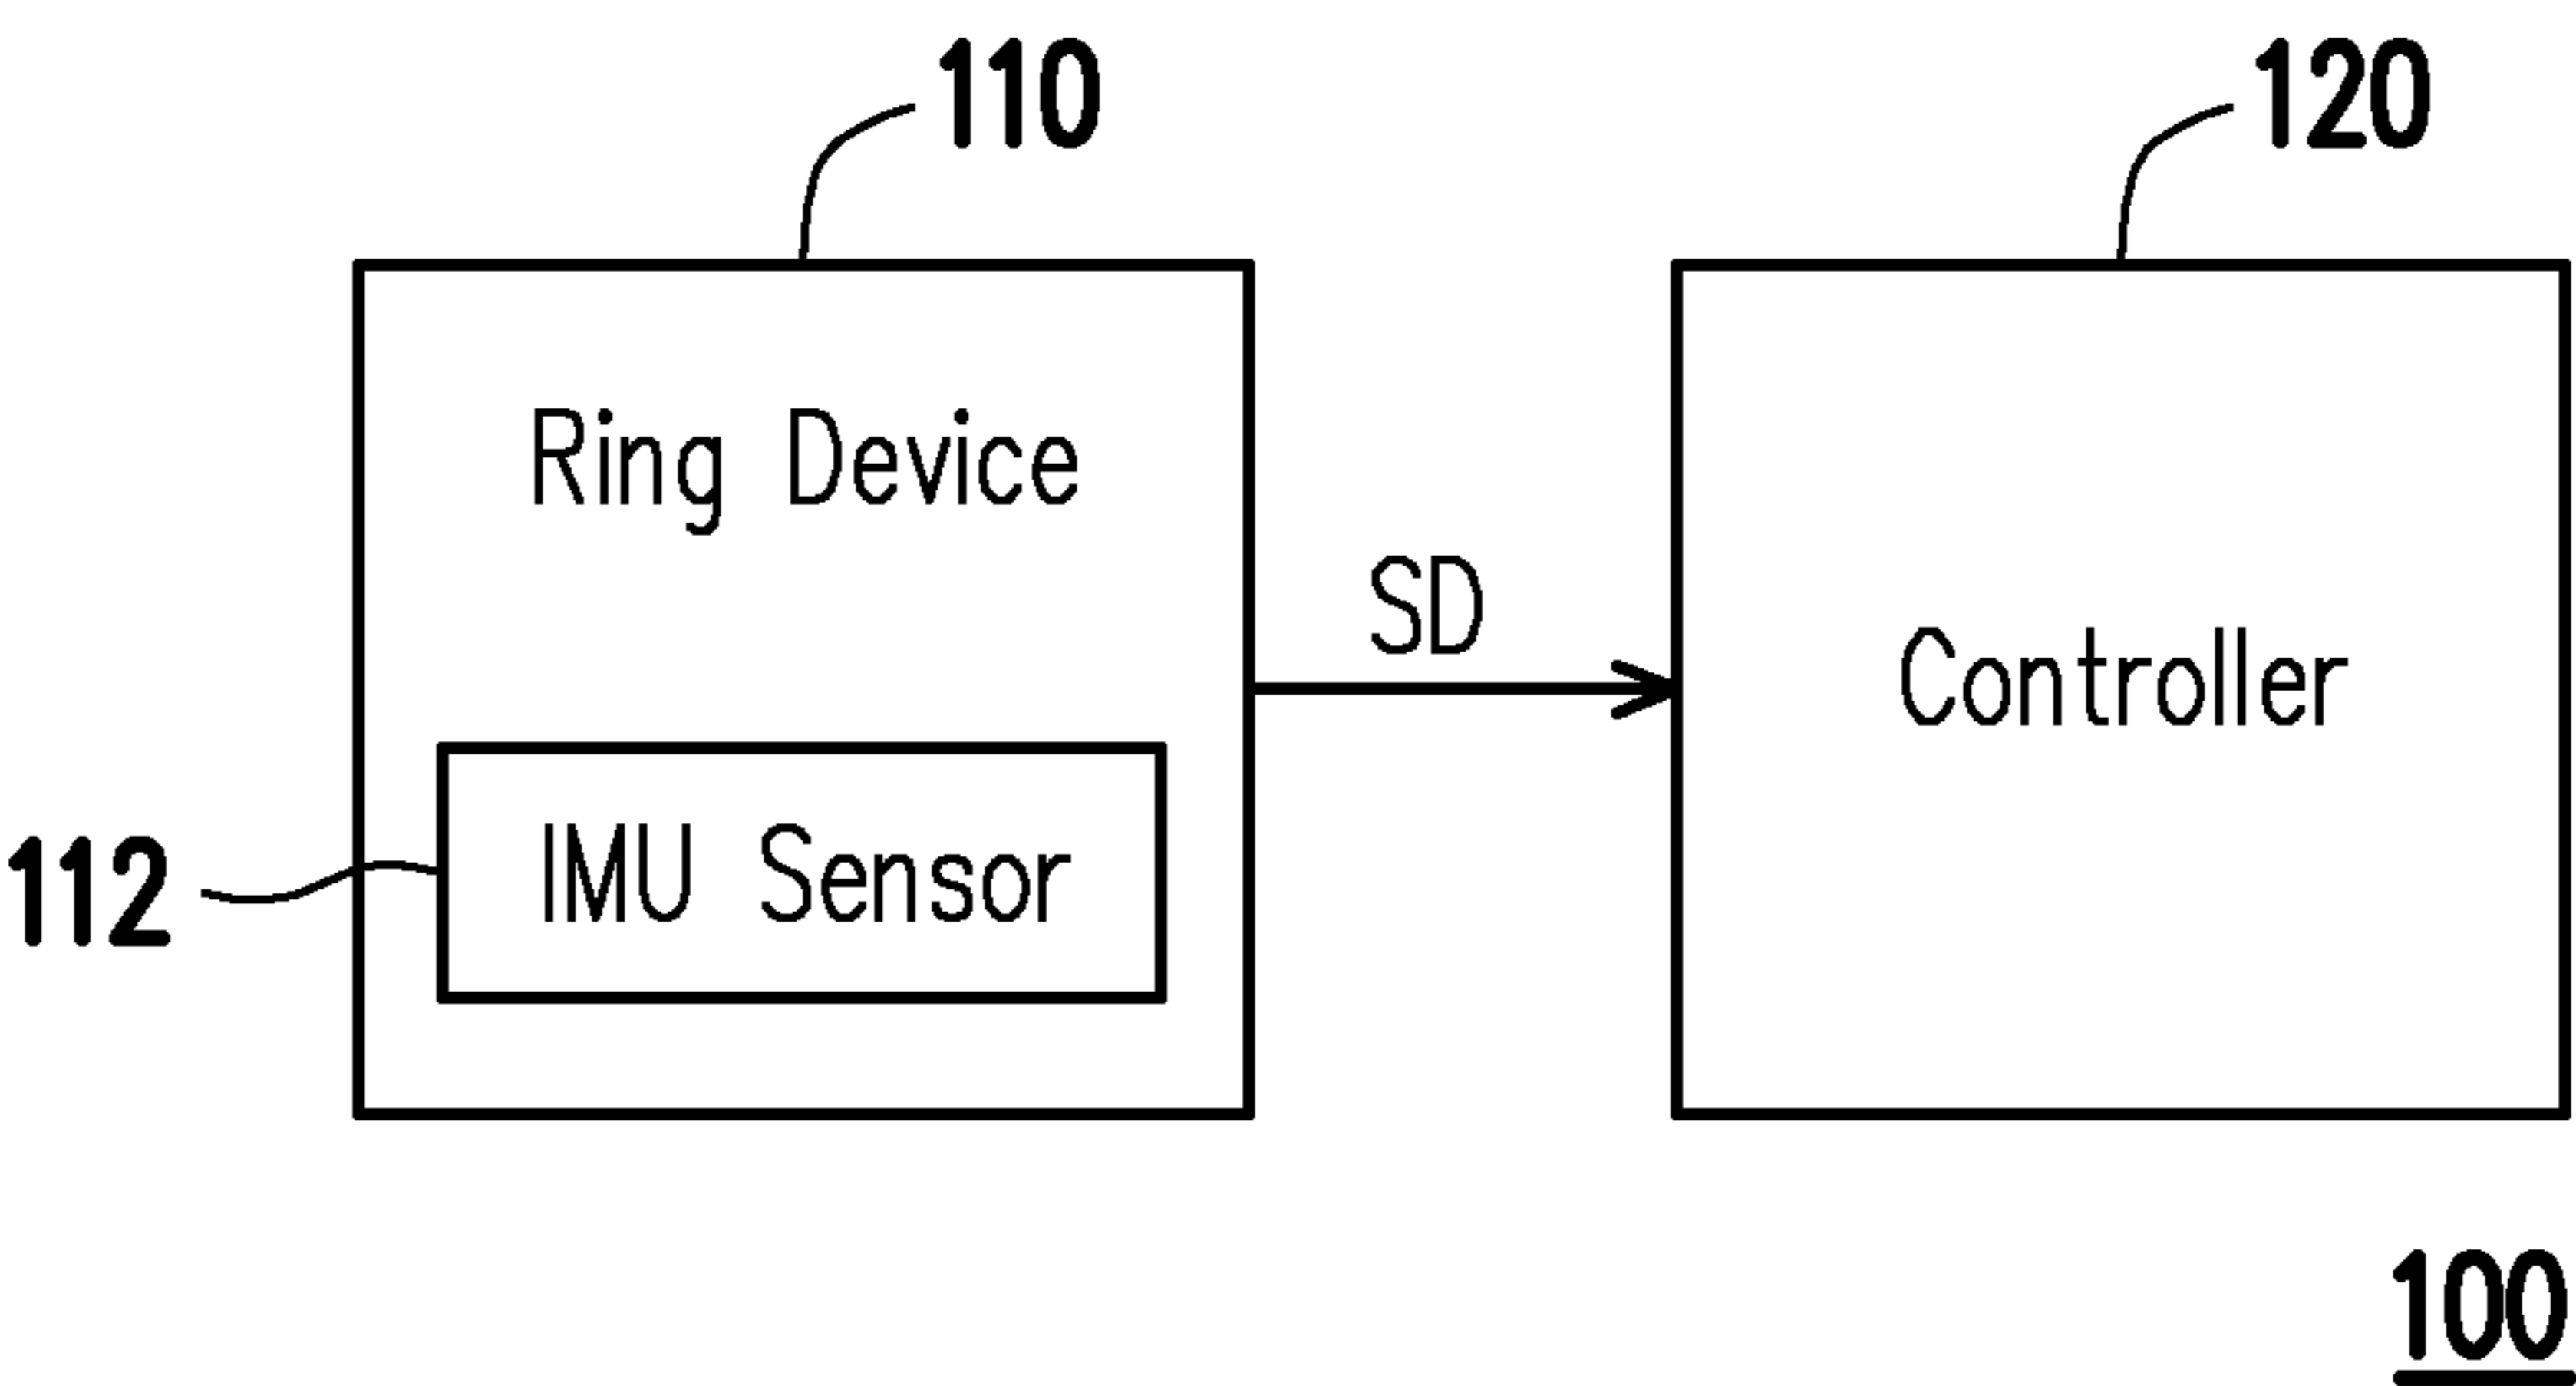 110
120
Ring Device
SD
Controller
IMU Sensor
112
100